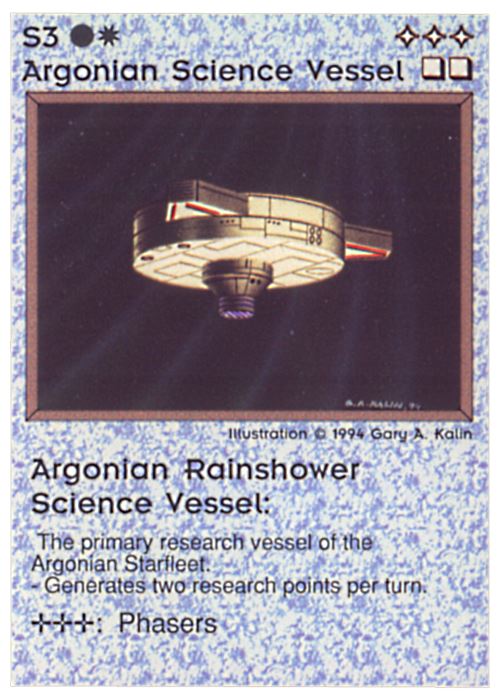 S3
Argonian Science Vessel
G.A. KALIN, 94
Illustration © 1994 Gary A. Kalin
Argonian Rainshower
Science Vessel:
The primary research vessel of the
Argonian Starfleet.
- Generates two research points per turn.
+++: Phasers